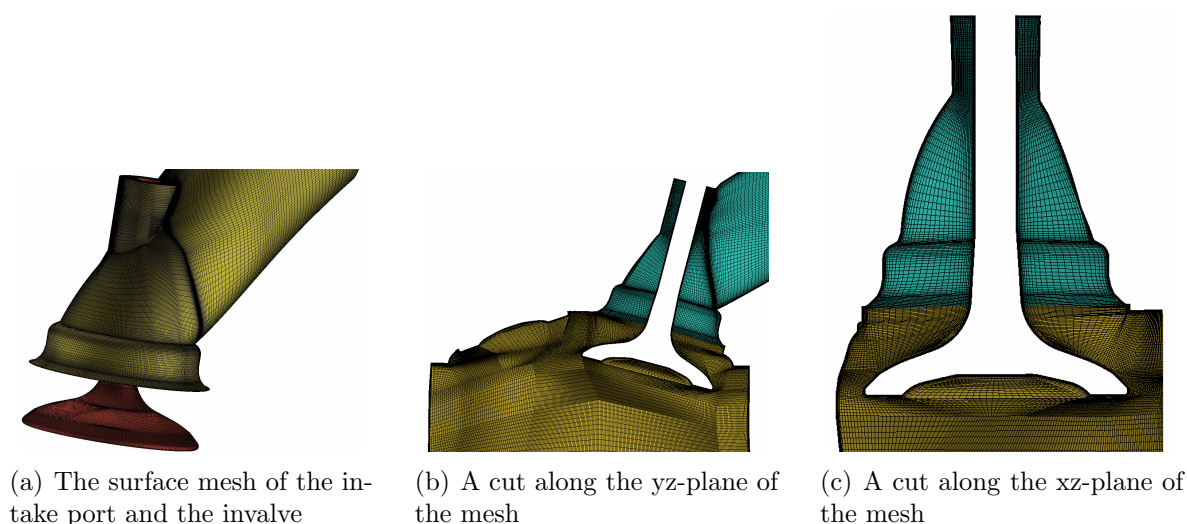 (a) The surface mesh of the in-
take port and the invalve
(b) A cut along the yz-plane of
the mesh
(c) A cut along the xz-plane of
the mesh